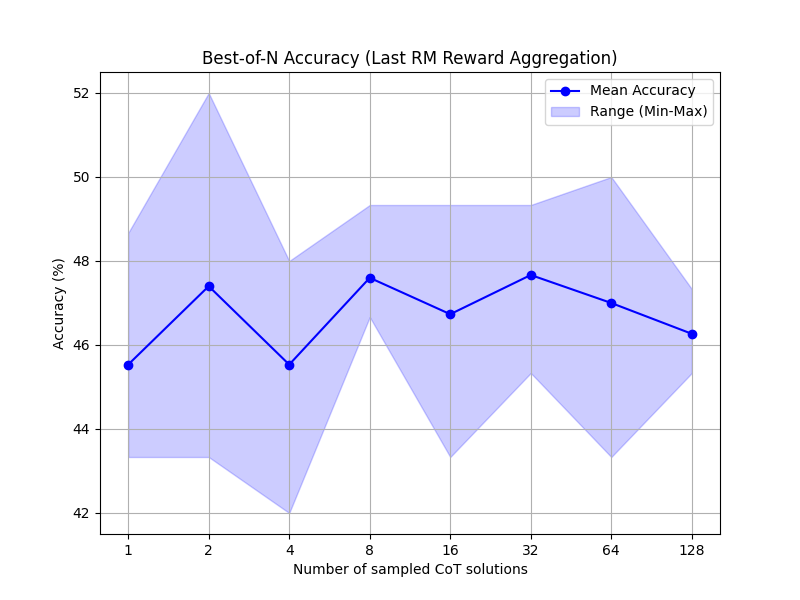 Best-of-N Accuracy (Last RM Reward Aggregation)
Mean Accuracy
Range (Min-Max)
Accuracy (%)
52
50
48
46
44
42
1 2 4 8 16 32 64 128
Number of sampled CoT solutions